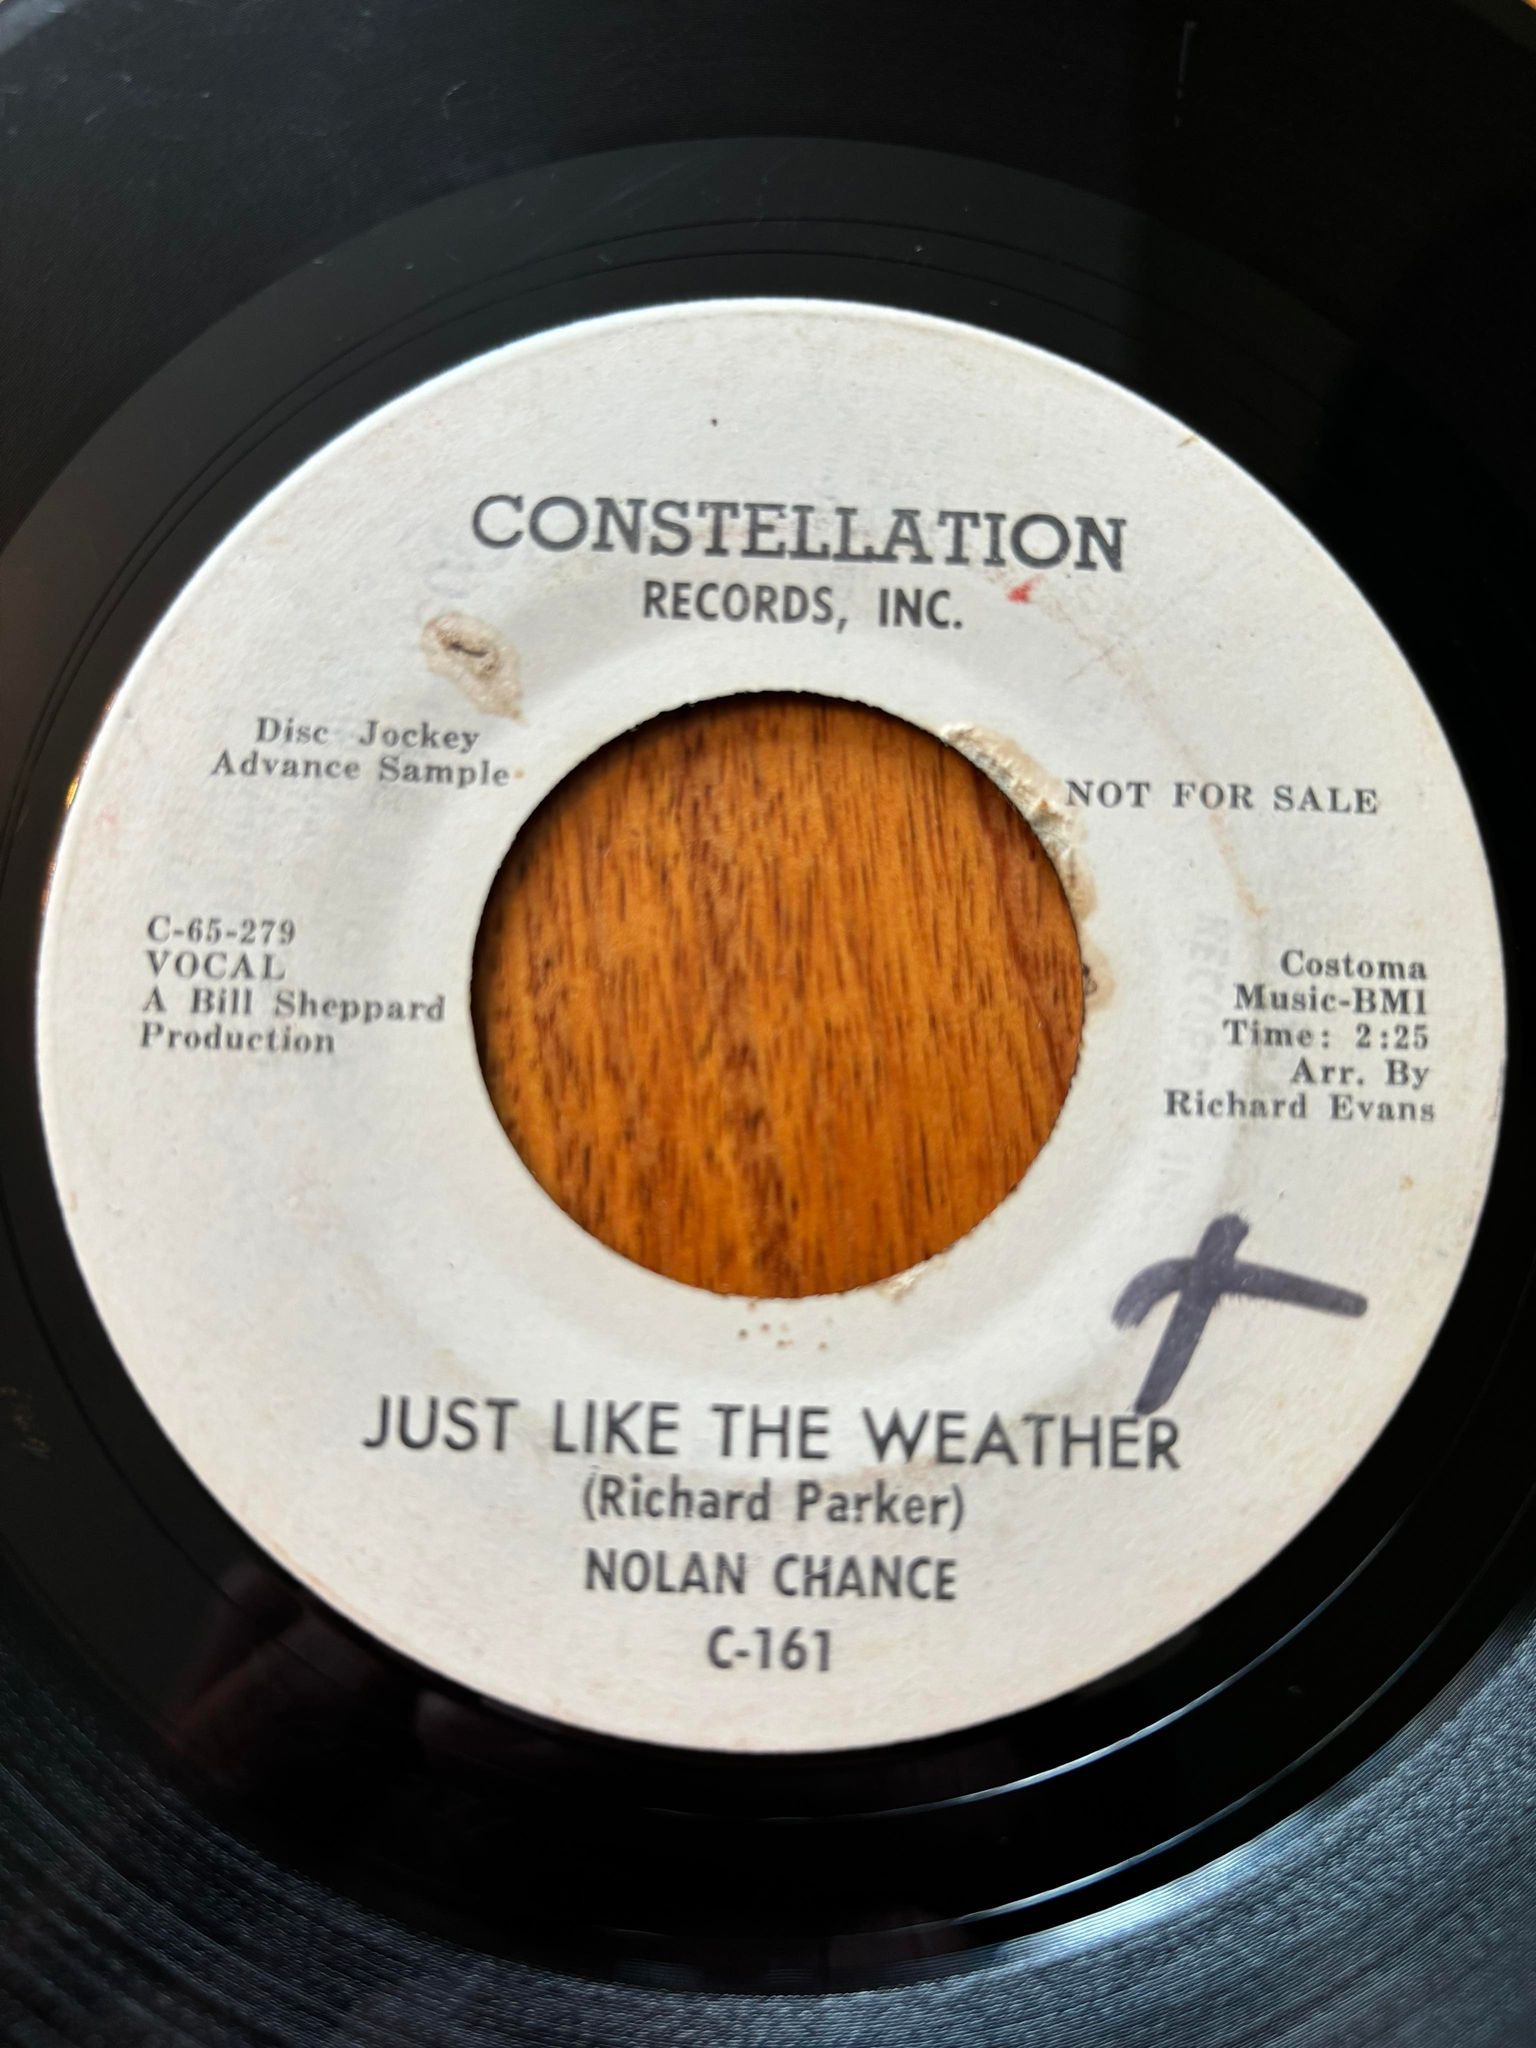 CONSTELLATION
RECORDS, INC.
Disc Jockey
Advance Sample
NOT FOR SALE
C-65-279
VOCAL
A Bill Sheppard
Production
Costoma
Music-BMI
Time: 2:25
Arr. By
Richard Evans
JUST LIKE THE WEATHER
(Richard Parker)
NOLAN CHANCE
C-161